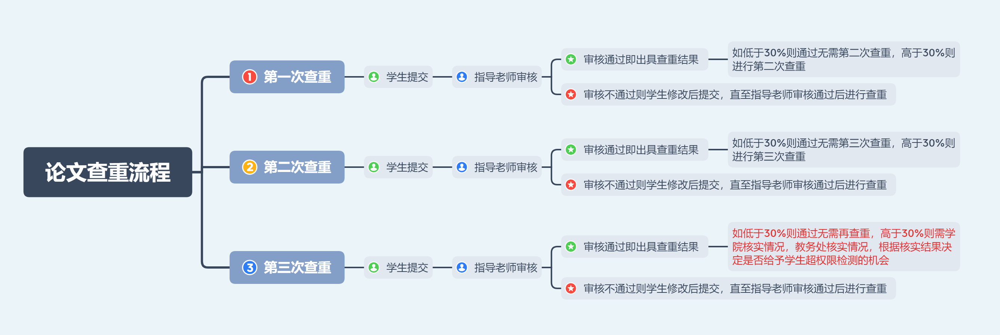 论文查重流程
1 第一次查重
学生提交
指导老师审核
审核通过即出具查重结果
如低于30%则通过无需第二次查重，高于30%则
进行第二次查重
审核不通过则学生修改后提交，直至指导老师审核通过后进行查重
2 第二次查重
学生提交
指导老师审核
审核通过即出具查重结果
如低于30%则通过无需第三次查重，高于30%则
进行第三次查重
审核不通过则学生修改后提交，直至指导老师审核通过后进行查重
3 第三次查重
学生提交
指导老师审核
审核通过即出具查重结果
如低于30%则通过无需再查重，高于30%则需学
院核实情况，教务处核实情况，根据核实结果决
定是否给予学生超权限检测的机会
审核不通过则学生修改后提交，直至指导老师审核通过后进行查重